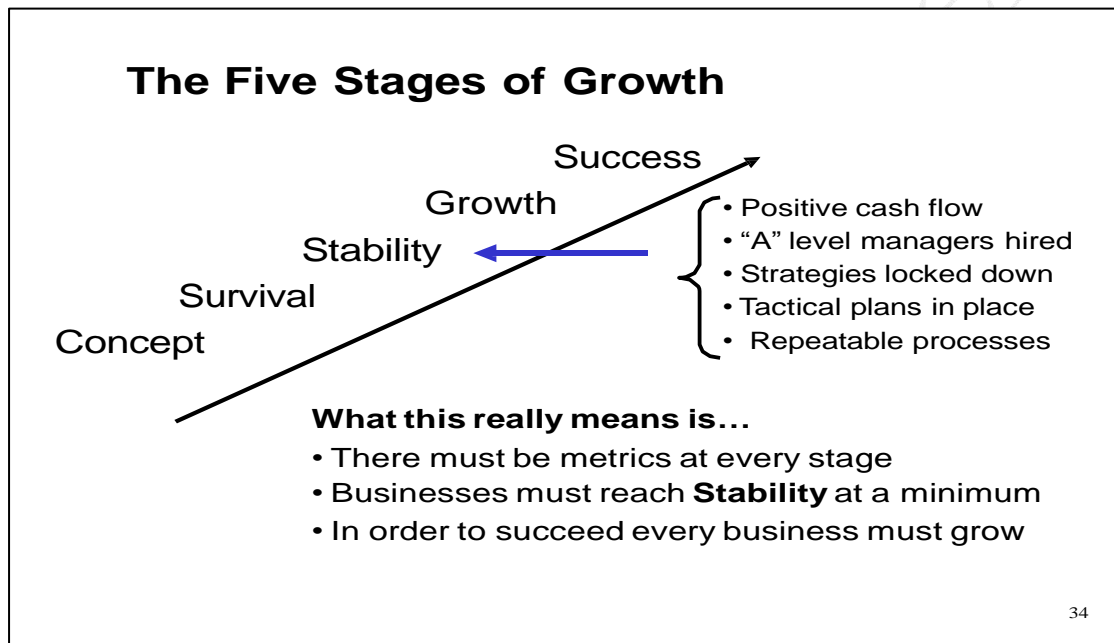 The Five Stages of Growth
Success
Growth
Stability
Survival
Concept
• Positive cash flow
• “A” level managers hired
• Strategies locked down
• Tactical plans in place
• Repeatable processes
What this really means is…
• There must be metrics at every stage
• Businesses must reach Stability at a minimum
• In order to succeed every business must grow
34